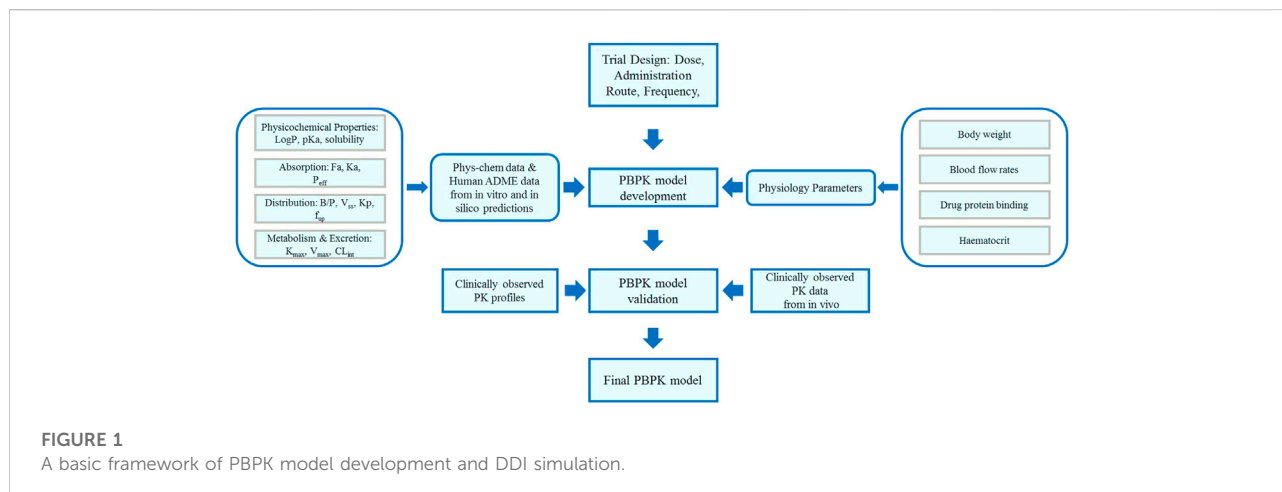 Trial Design: Dose,
Administration
Route, Frequency,
Physicochemical Properties:
LogP, pKa, solubility
Absorption: Fa, Ka,
Peff
Distribution: B/P, Vss, Kp,
fup
Metabolism & Excretion:
Kmax, Vmax, CLint
Phys-chem data &
Human ADME data
from in vitro and in
silico predictions
PBPK model
development
Physiology Parameters
Body weight
Blood flow rates
Drug protein binding
Haematocrit
Clinically observed
PK profiles
PBPK model
validation
Clinically observed
PK data
from in vivo
Final PBPK model
FIGURE 1
A basic framework of PBPK model development and DDI simulation.